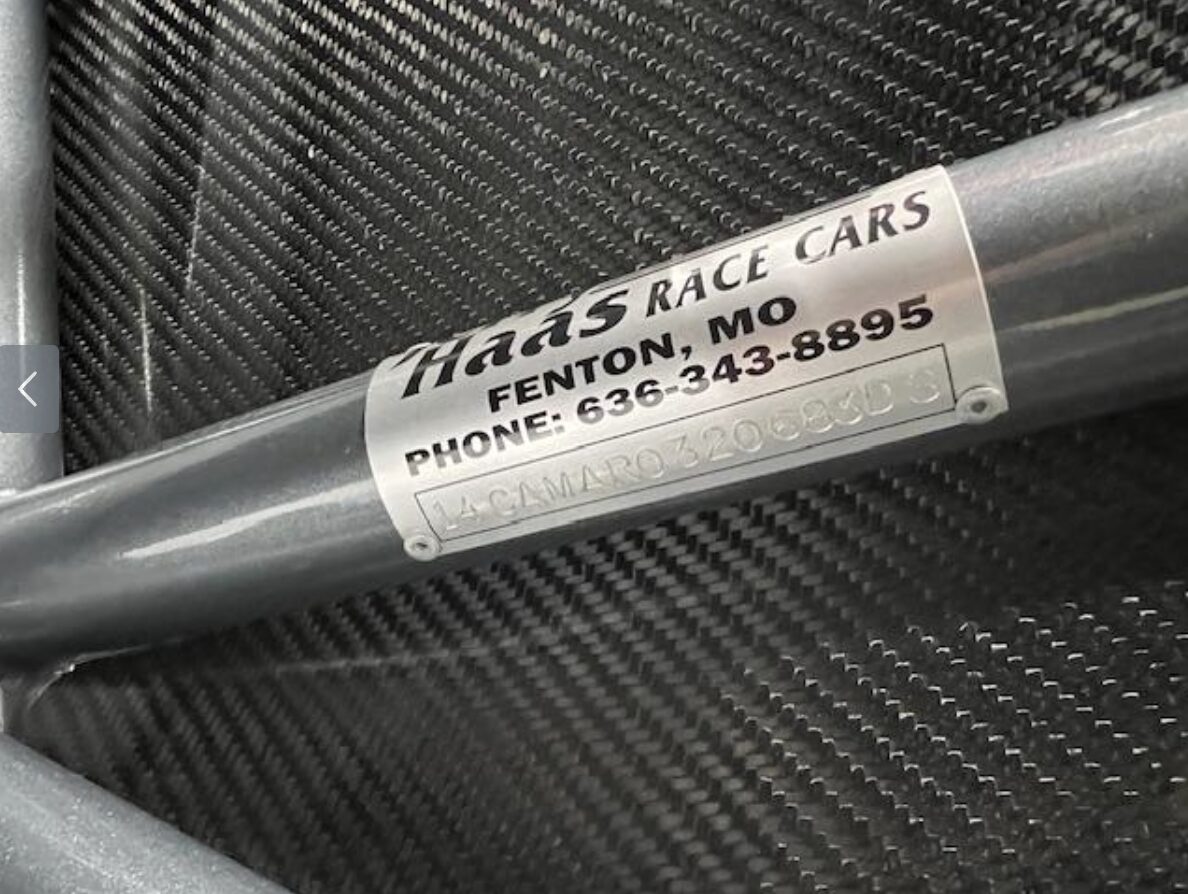 Haas RACE CARS
FENTON, MO
PHONE: 636-343-8895